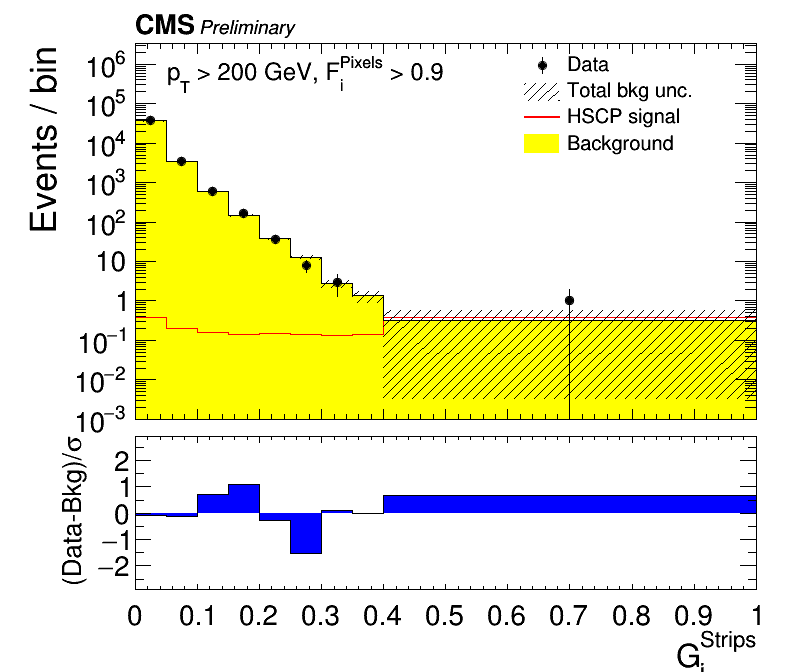 CMS Preliminary
p_T > 200 GeV, F_i^Pixels > 0.9
Data
Total bkg unc.
HSCP signal
Background
Events / bin
10^6
10^5
10^4
10^3
10^2
10
1
10^−1
10^−2
10^−3
(Data-Bkg)/σ
2
1
0
−1
−2
0 0.1 0.2 0.3 0.4 0.5 0.6 0.7 0.8 0.9 1
G_i^Strips